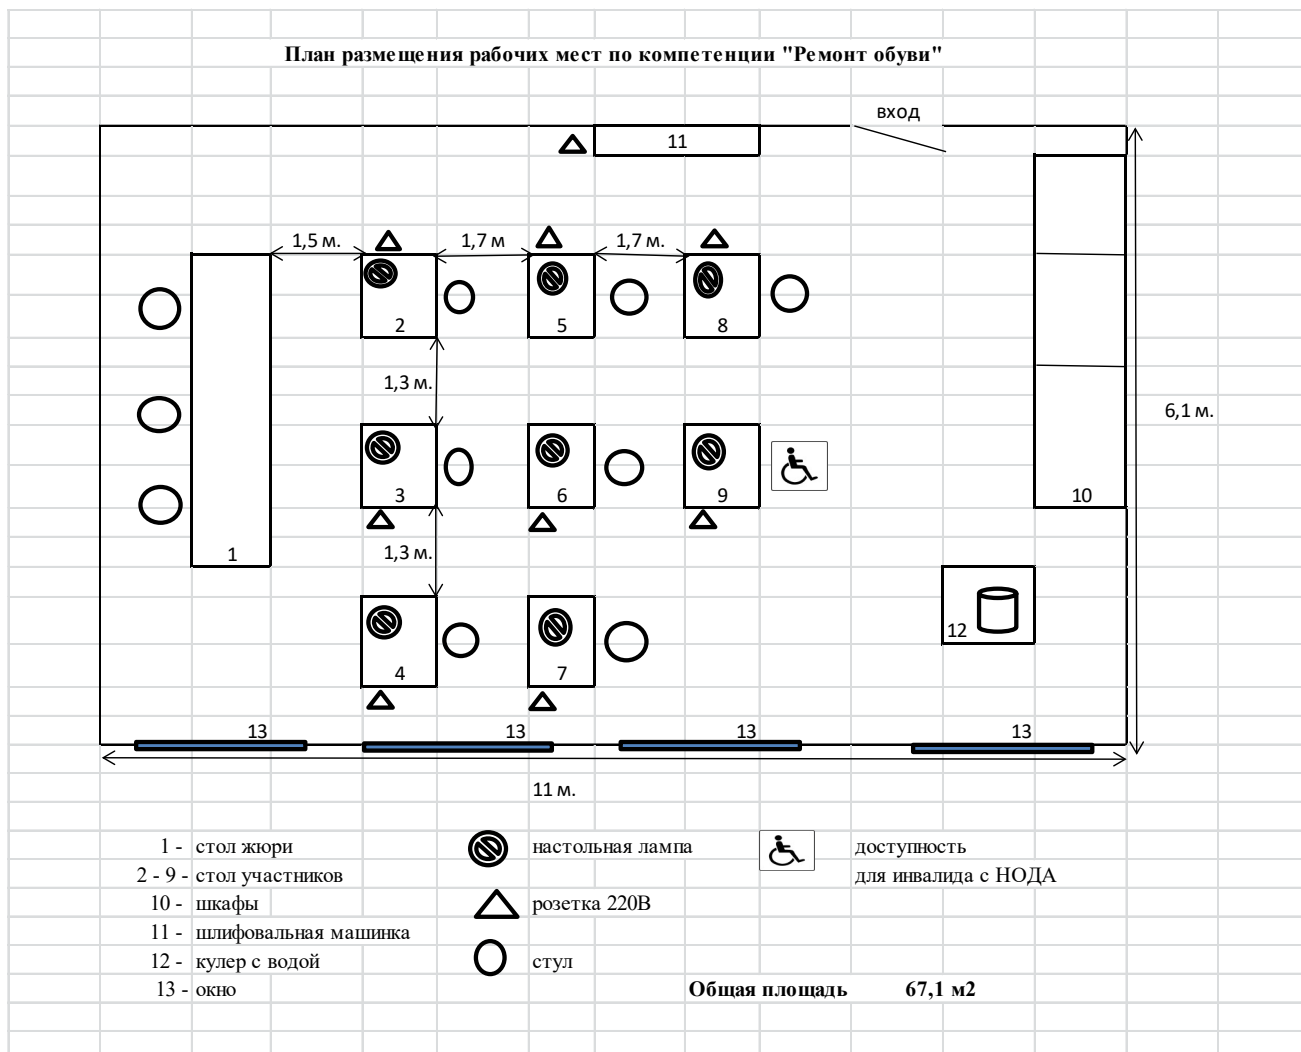 План размещения рабочих мест по компетенции "Ремонт обуви"
вход
11
1,5 м.
1,7 м
1,7 м.
2
5
8
1,3 м.
6,1 м.
3
6
9
10
1,3 м.
1
12
4
7
13
13
13
13
11 м.
1 - стол жюри
настольная лампа
доступность
2 - 9 - стол участников
для инвалида с НОДА
10 - шкафы
розетка 220В
11 - шлифовальная машинка
12 - кулер с водой
стул
13 - окно
Общая площадь 67,1 м2